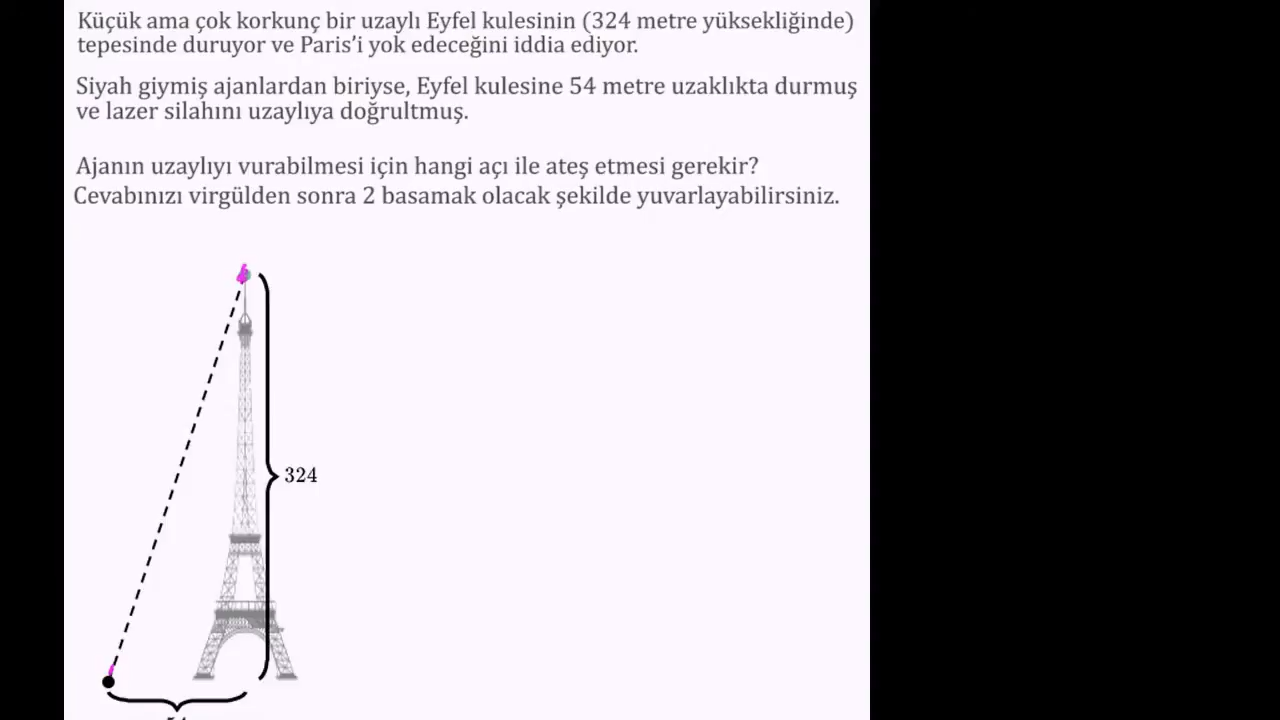 Küçük ama çok korkunç bir uzaylı Eyfel kulesinin (324 metre yüksekliğinde)
tepesinde duruyor ve Paris'i yok edeceğini iddia ediyor.
Siyah giymiş ajanlardan biriyse, Eyfel kulesine 54 metre uzaklıkta durmuş
ve lazer silahını uzaylıya doğrultmuş.
Ajanın uzaylıyı vurabilmesi için hangi açı ile ateş etmesi gerekir?
Cevabınızı virgülden sonra 2 basamak olacak şekilde yuvarlayabilirsiniz.
324